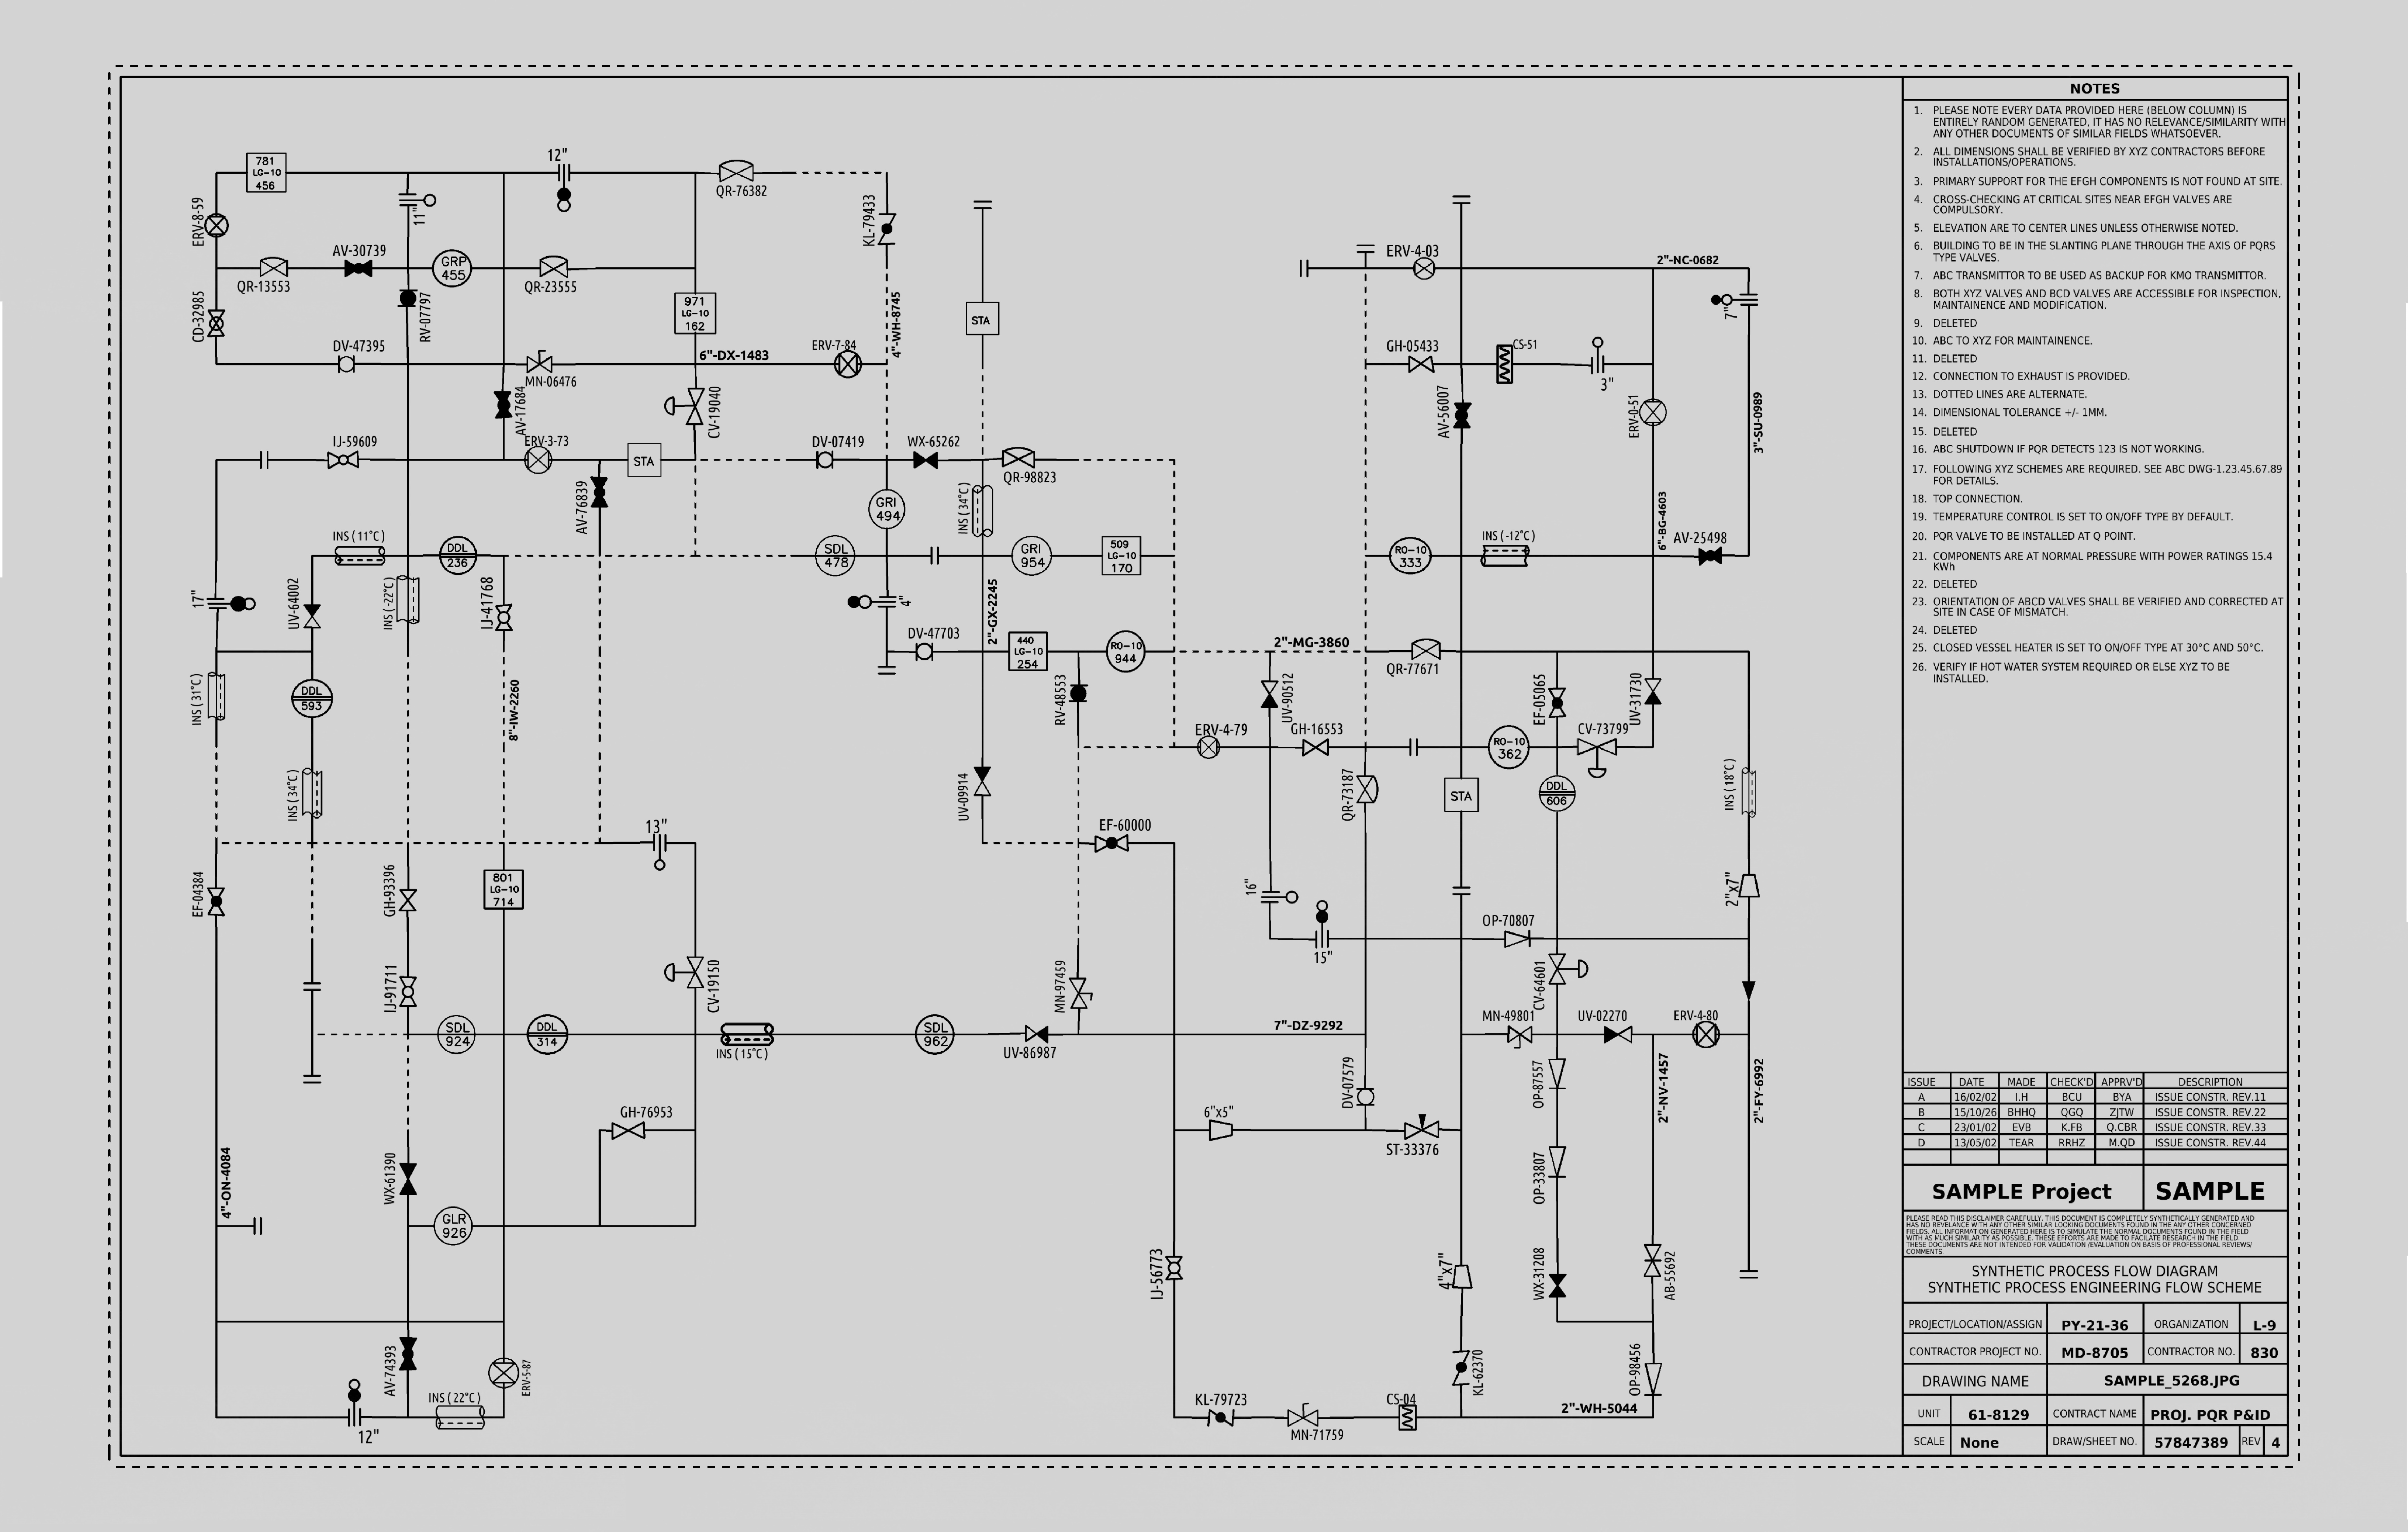 12"
781
LG-10
456
QR-76382
ERV-8-59
11"
KL-79433
AV-30739
GRP
455
QR-13553
QR-23555
ERV-4-03
2"-NC-0682
CD-32985
RV-07797
971
LG-10
162
4"-WH-8745
STA
7"
DV-47395
6"-DX-1483
ERV-7-84
MN-06476
GH-05433
CS-51
3"
AV-17684
CV-19040
AV-56007
ERV-0-51
3"-SU-0989
IJ-59609
ERV-3-73
STA
DV-07419
WX-65262
QR-98823
AV-76839
GRI
494
INS (34°C)
6"-BG-4603
INS (11°C)
DDL
236
SDL
478
GRI
954
509
LG-10
170
RO-10
333
INS (-12°C)
AV-25498
17"
UV-64002
INS (-22°C)
IJ-41768
4"
2"-GX-2245
DV-47703
440
LG-10
254
RO-10
944
2"-MG-3860
QR-77671
INS (31°C)
DDL
593
8"-IW-2260
RV-48553
UV-90512
EF-05065
UV-31730
ERV-4-79
GH-16553
RO-10
362
CV-73799
INS (34°C)
UV-09914
QR-73187
STA
DDL
606
INS (18°C)
13"
EF-60000
EF-04384
GH-93396
801
LG-10
714
16"
2"x7"
OP-70807
15"
IJ-91711
CV-19150
MN-97459
CV-64601
SDL
924
DDL
314
INS (15°C)
SDL
962
UV-86987
7"-DZ-9292
MN-49801
UV-02270
ERV-4-80
DV-07579
OP-87557
2"-NV-1457
2"-FY-6992
GH-76953
6"x5"
ST-33376
4"-ON-4084
WX-61390
OP-33807
GLR
926
IJ-56773
4"x7"
WX-31208
AB-55692
AV-74393
ERV-5-87
KL-62370
OP-98456
INS (22°C)
12"
KL-79723
MN-71759
CS-04
2"-WH-5044
NOTES
1. PLEASE NOTE EVERY DATA PROVIDED HERE (BELOW COLUMN) IS
ENTIRELY RANDOM GENERATED, IT HAS NO RELEVANCE/SIMILARITY WITH
ANY OTHER DOCUMENTS OF SIMILAR FIELDS WHATSOEVER.
2. ALL DIMENSIONS SHALL BE VERIFIED BY XYZ CONTRACTORS BEFORE
INSTALLATIONS/OPERATIONS.
3. PRIMARY SUPPORT FOR THE EFGH COMPONENTS IS NOT FOUND AT SITE.
4. CROSS-CHECKING AT CRITICAL SITES NEAR EFGH VALVES ARE
COMPULSORY.
5. ELEVATION ARE TO CENTER LINES UNLESS OTHERWISE NOTED.
6. BUILDING TO BE IN THE SLANTING PLANE THROUGH THE AXIS OF PQRS
TYPE VALVES.
7. ABC TRANSMITTOR TO BE USED AS BACKUP FOR KMO TRANSMITTOR.
8. BOTH XYZ VALVES AND BCD VALVES ARE ACCESSIBLE FOR INSPECTION,
MAINTAINENCE AND MODIFICATION.
9. DELETED
10. ABC TO XYZ FOR MAINTAINENCE.
11. DELETED
12. CONNECTION TO EXHAUST IS PROVIDED.
13. DOTTED LINES ARE ALTERNATE.
14. DIMENSIONAL TOLERANCE +/- 1MM.
15. DELETED
16. ABC SHUTDOWN IF PQR DETECTS 123 IS NOT WORKING.
17. FOLLOWING XYZ SCHEMES ARE REQUIRED. SEE ABC DWG-1.23.45.67.89
FOR DETAILS.
18. TOP CONNECTION.
19. TEMPERATURE CONTROL IS SET TO ON/OFF TYPE BY DEFAULT.
20. PQR VALVE TO BE INSTALLED AT Q POINT.
21. COMPONENTS ARE AT NORMAL PRESSURE WITH POWER RATINGS 15.4
KWh
22. DELETED
23. ORIENTATION OF ABCD VALVES SHALL BE VERIFIED AND CORRECTED AT
SITE IN CASE OF MISMATCH.
24. DELETED
25. CLOSED VESSEL HEATER IS SET TO ON/OFF TYPE AT 30°C AND 50°C.
26. VERIFY IF HOT WATER SYSTEM REQUIRED OR ELSE XYZ TO BE
INSTALLED.
ISSUE DATE MADE CHECK'D APPRV'D DESCRIPTION
A 16/02/02 I.H BCU BYA ISSUE CONSTR. REV.11
B 15/10/26 BHHQ QGQ ZJTW ISSUE CONSTR. REV.22
C 23/01/02 EVB K.FB Q.CBR ISSUE CONSTR. REV.33
D 13/05/02 TEAR RRHZ M.QD ISSUE CONSTR. REV.44
SAMPLE Project SAMPLE
PLEASE READ THIS DISCLAIMER CAREFULLY. THIS DOCUMENT IS COMPLETELY SYNTHETICALLY GENERATED AND
HAS NO REVELANCE WITH ANY OTHER SIMILAR LOOKING DOCUMENTS FOUND IN THE ANY OTHER CONCERNED
FIELDS. ALL INFORMATION GENERATED HERE IS TO SIMULATE THE NORMAL DOCUMENTS FOUND IN THE FIELD
WITH AS MUCH SIMILARITY AS POSSIBLE. THESE EFFORTS ARE MADE TO FACILATE RESEARCH IN THE FIELD.
THESE DOCUMENTS ARE NOT INTENDED FOR VALIDATION /EVALUATION ON BASIS OF PROFESSIONAL REVIEWS/
COMMENTS.
SYNTHETIC PROCESS FLOW DIAGRAM
SYNTHETIC PROCESS ENGINEERING FLOW SCHEME
PROJECT/LOCATION/ASSIGN PY-21-36 ORGANIZATION L-9
CONTRACTOR PROJECT NO. MD-8705 CONTRACTOR NO. 830
DRAWING NAME SAMPLE_5268.JPG
UNIT 61-8129 CONTRACT NAME PROJ. PQR P&ID
SCALE None DRAW/SHEET NO. 57847389 REV 4